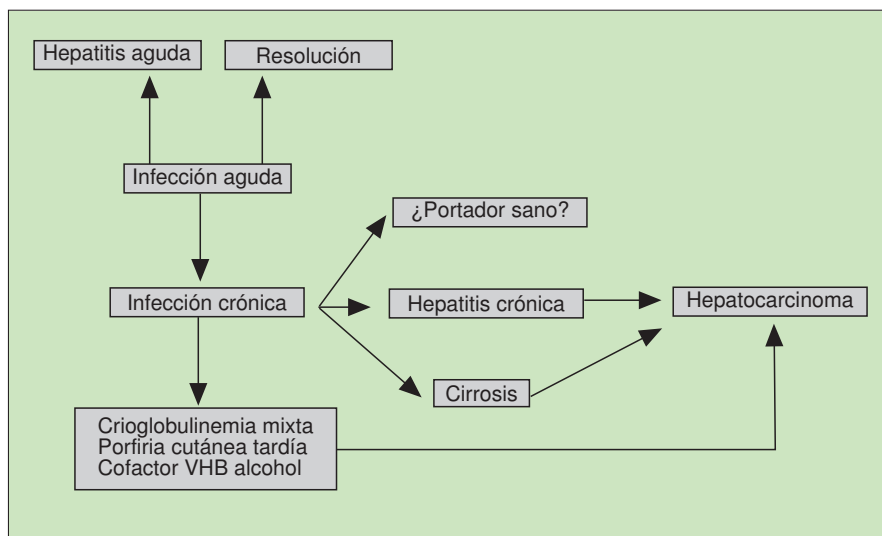 Hepatitis aguda
Resolución
Infección aguda
¿Portador sano?
Infección crónica
Hepatitis crónica
Hepatocarcinoma
Cirrosis
Crioglobulinemia mixta
Porfiria cutánea tardía
Cofactor VHB alcohol